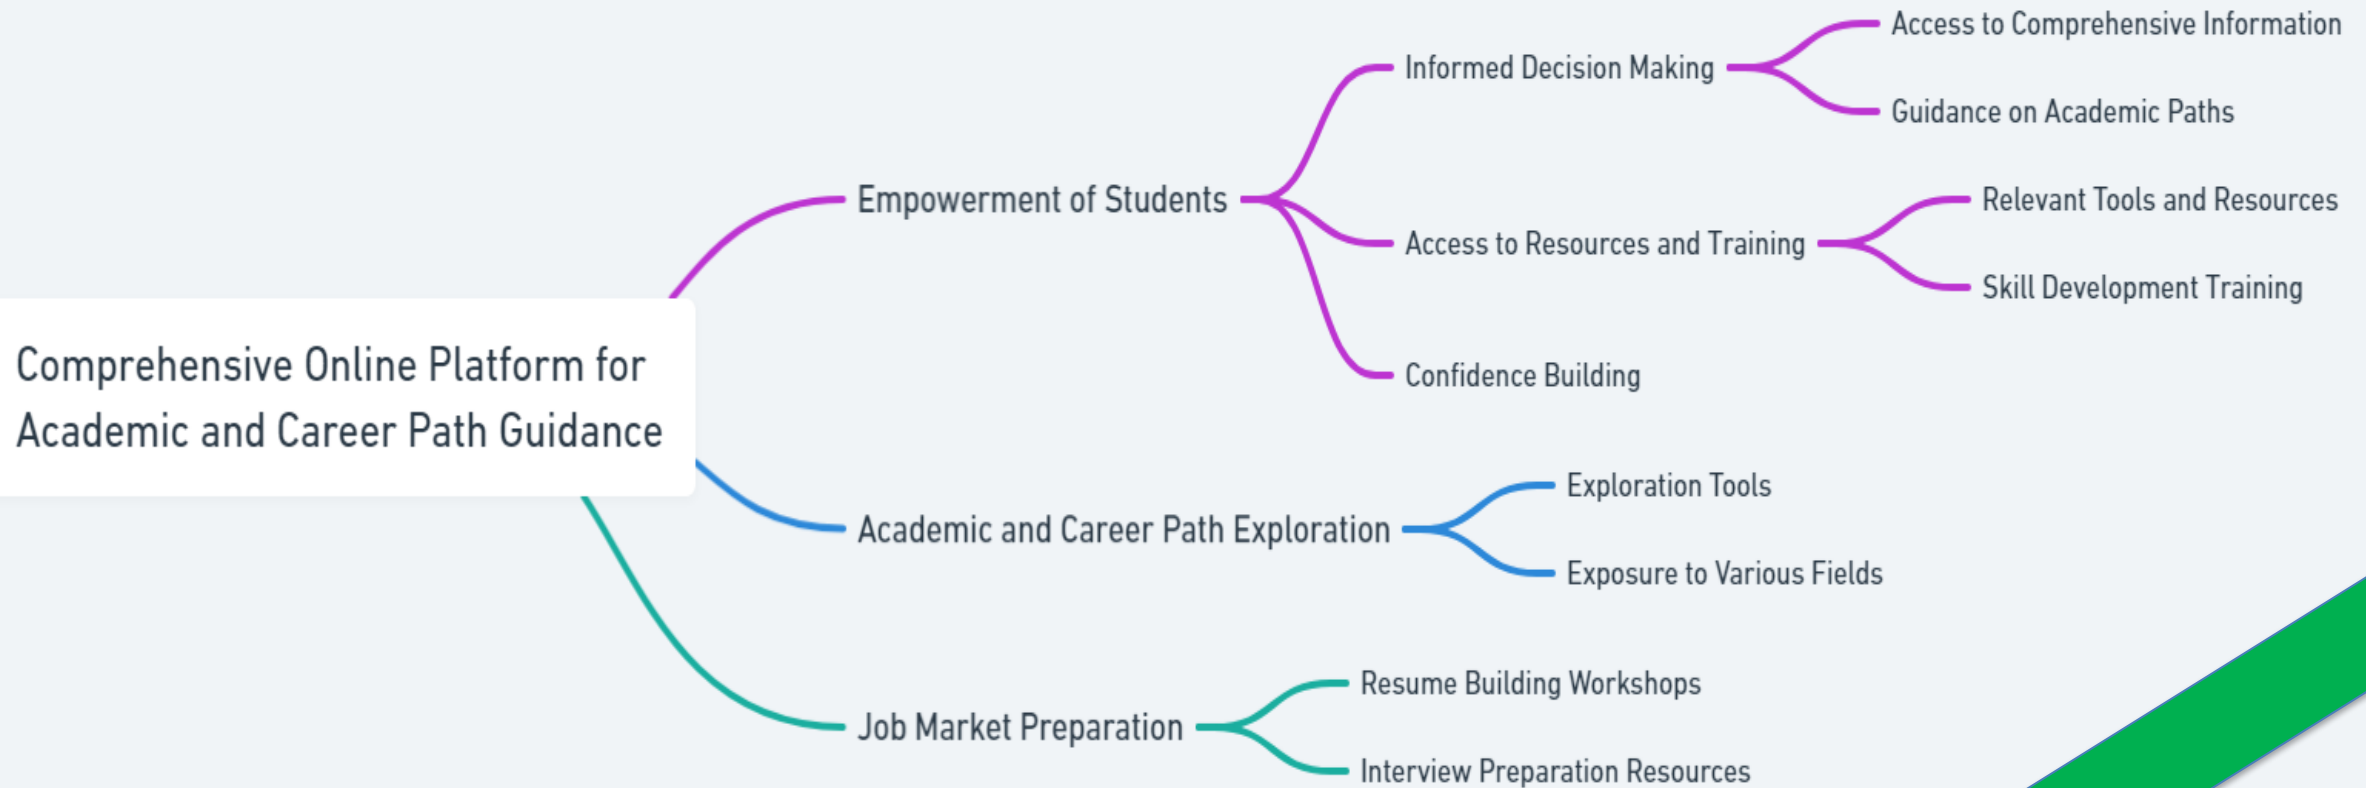 Comprehensive Online Platform for
Academic and Career Path Guidance
Empowerment of Students
Informed Decision Making
Access to Comprehensive Information
Guidance on Academic Paths
Access to Resources and Training
Relevant Tools and Resources
Skill Development Training
Confidence Building
Academic and Career Path Exploration
Exploration Tools
Exposure to Various Fields
Job Market Preparation
Resume Building Workshops
Interview Preparation Resources